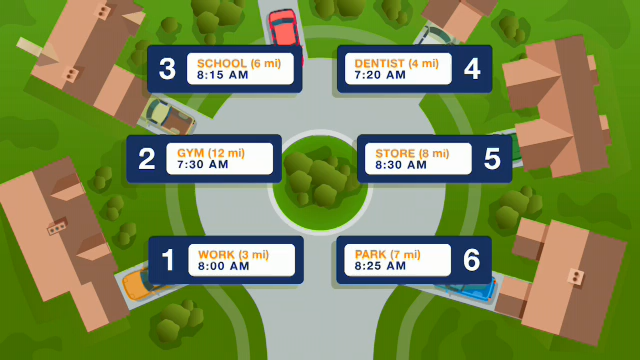 3
SCHOOL (6 mi)
8:15 AM
DENTIST (4 mi)
7:20 AM
4
2
GYM (12 mi)
7:30 AM
STORE (8 mi)
8:30 AM
5
1
WORK (3 mi)
8:00 AM
PARK (7 mi)
8:25 AM
6